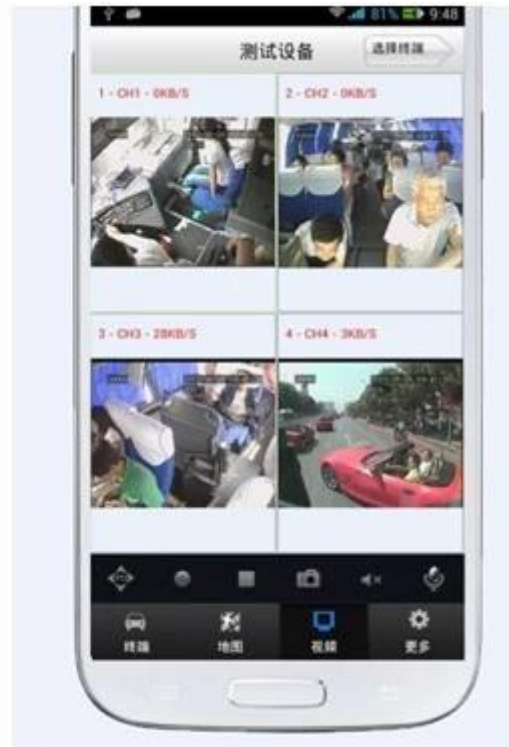 81% 9:48
测试设备 选择终端
1 - CH1 - 0KB/S 2 - CH2 - 0KB/S
3 - CH3 - 28KB/S 4 - CH4 - 3KB/S
终端 地图 视频 更多